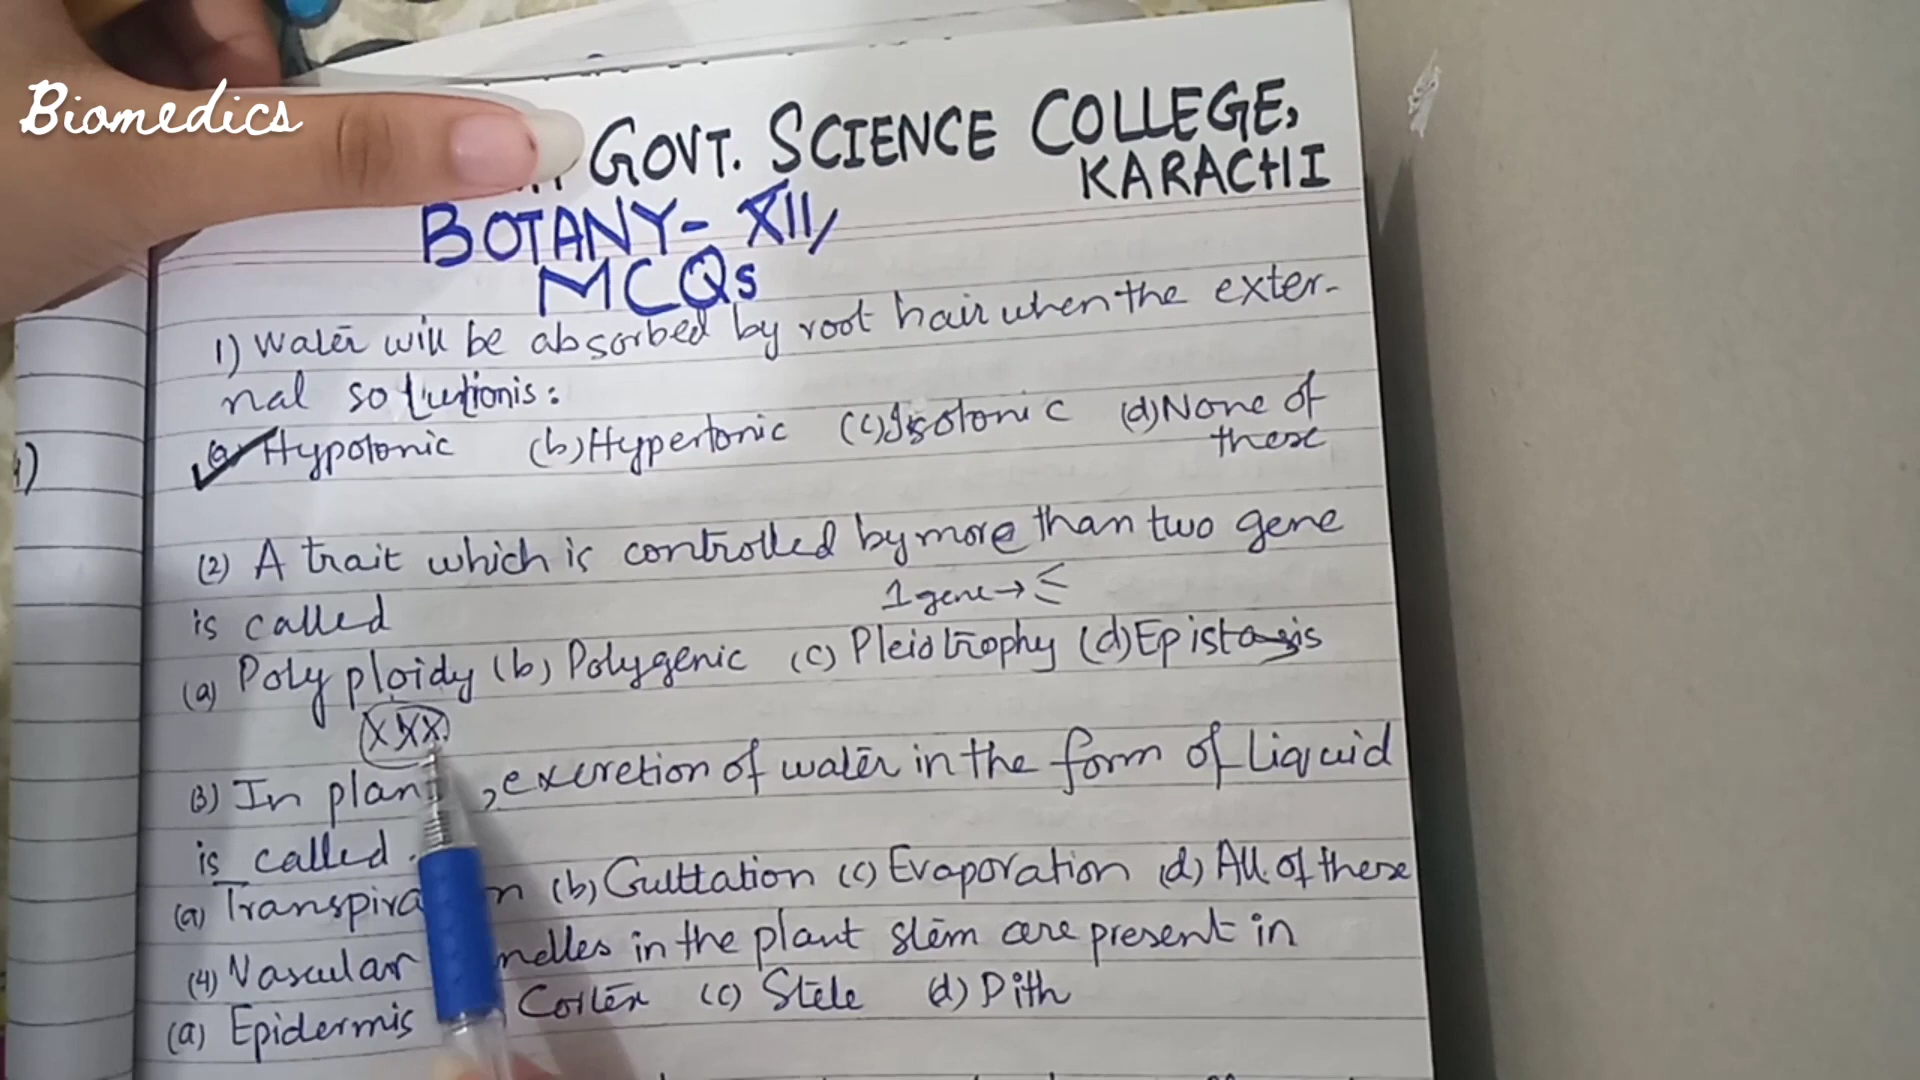 Biomedics
GOVT. SCIENCE COLLEGE,
KARACHI
BOTANY- XII,
MCQs
1) Water will be absorbed by root hair when the exter-
nal solution is:
(a) Hypotonic (b) Hypertonic (c) Isotonic (d) None of
these
(2) A trait which is controlled by more than two gene
is called
1 gene →
(a) Poly ploidy (b) Polygenic (c) Pleiotrophy (d) Epistasis
XXX
(3) In plant, excretion of water in the form of liquid
is called.
(a) Transpiration (b) Guttation (c) Evaporation (d) All of these
(4) Vascular ndles in the plant stem are present in
(a) Epidermis Cortex (c) Stele (d) Pith